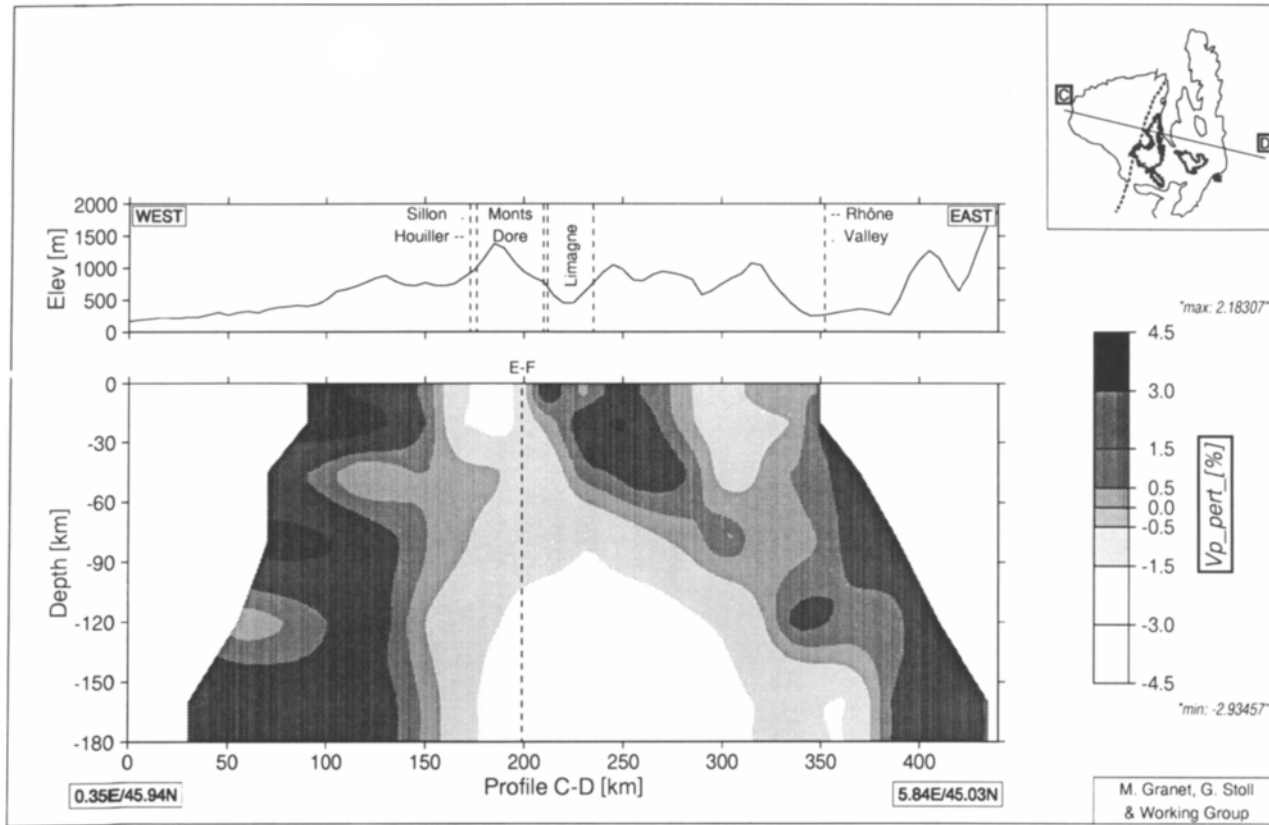 C
D
2000
1500
1000
500
0
Elev [m]
WEST
Sillon
Houiller --
Monts
Dore
Limagne
-- Rhône
Valley
EAST
E-F
0
-30
-60
-90
-120
-150
-180
Depth [km]
0
50
100
150
200
250
300
350
400
Profile C-D [km]
0.35E/45.94N
5.84E/45.03N
"max: 2.18307"
4.5
3.0
1.5
0.5
0.0
-0.5
-1.5
-3.0
-4.5
Vp_pert_[%]
"min: -2.93457"
M. Granet, G. Stoll
& Working Group